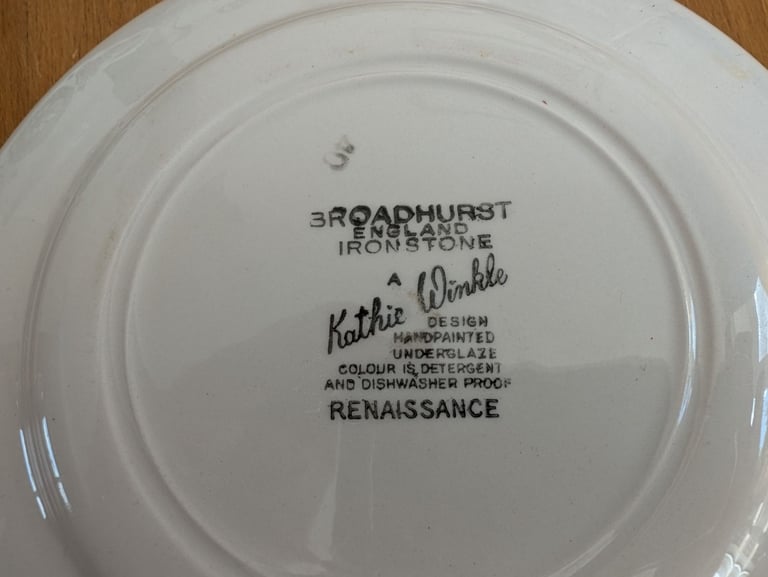 BROADHURST
ENGLAND
IRONSTONE
A
Kathie Winkle
DESIGN
HANDPAINTED
UNDERGLAZE
COLOUR IS DETERGENT
AND DISHWASHER PROOF
RENAISSANCE